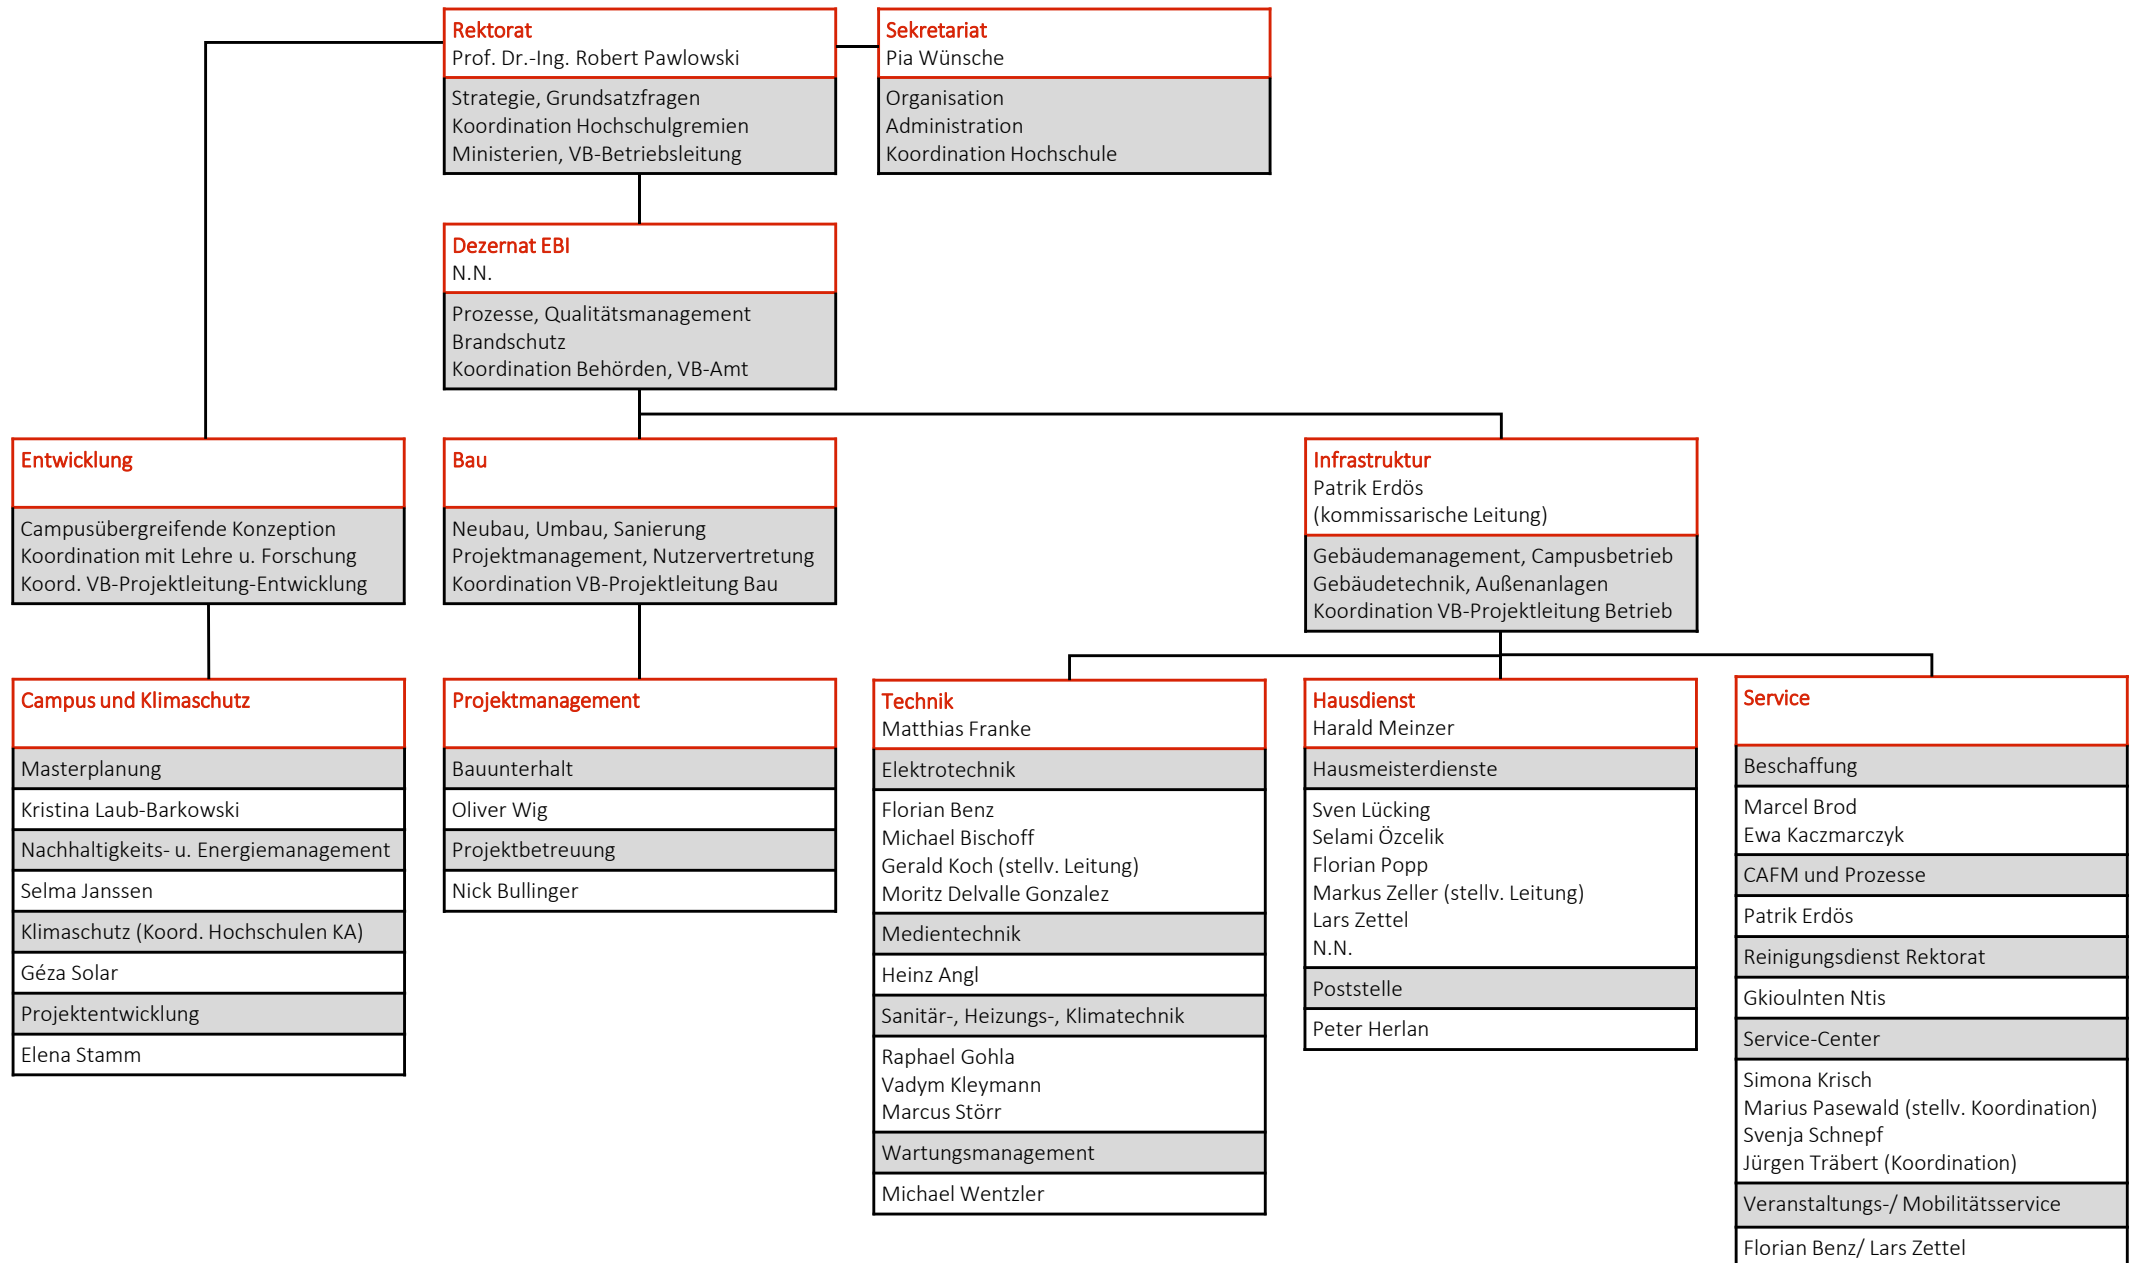 Rektorat
Prof. Dr.-Ing. Robert Pawlowski
Strategie, Grundsatzfragen
Koordination Hochschulgremien
Ministerien, VB-Betriebsleitung
Sekretariat
Pia Wünsche
Organisation
Administration
Koordination Hochschule
Dezernat EBI
N.N.
Prozesse, Qualitätsmanagement
Brandschutz
Koordination Behörden, VB-Amt
Entwicklung
Campusübergreifende Konzeption
Koordination mit Lehre u. Forschung
Koord. VB-Projektleitung-Entwicklung
Bau
Neubau, Umbau, Sanierung
Projektmanagement, Nutzervertretung
Koordination VB-Projektleitung Bau
Infrastruktur
Patrik Erdös
(kommissarische Leitung)
Gebäudemanagement, Campusbetrieb
Gebäudetechnik, Außenanlagen
Koordination VB-Projektleitung Betrieb
Campus und Klimaschutz
Masterplanung
Kristina Laub-Barkowski
Nachhaltigkeits- u. Energiemanagement
Selma Janssen
Klimaschutz (Koord. Hochschulen KA)
Géza Solar
Projektentwicklung
Elena Stamm
Projektmanagement
Bauunterhalt
Oliver Wig
Projektbetreuung
Nick Bullinger
Technik
Matthias Franke
Elektrotechnik
Florian Benz
Michael Bischoff
Gerald Koch (stellv. Leitung)
Moritz Delvalle Gonzalez
Medientechnik
Heinz Angl
Sanitär-, Heizungs-, Klimatechnik
Raphael Gohla
Vadym Kleymann
Marcus Störr
Wartungsmanagement
Michael Wentzler
Hausdienst
Harald Meinzer
Hausmeisterdienste
Sven Lücking
Selami Özcelik
Florian Popp
Markus Zeller (stellv. Leitung)
Lars Zettel
N.N.
Poststelle
Peter Herlan
Service
Beschaffung
Marcel Brod
Ewa Kaczmarczyk
CAFM und Prozesse
Patrik Erdös
Reinigungsdienst Rektorat
Gkioulnten Ntis
Service-Center
Simona Krisch
Marius Pasewald (stellv. Koordination)
Svenja Schnepf
Jürgen Träbert (Koordination)
Veranstaltungs-/ Mobilitätsservice
Florian Benz/ Lars Zettel